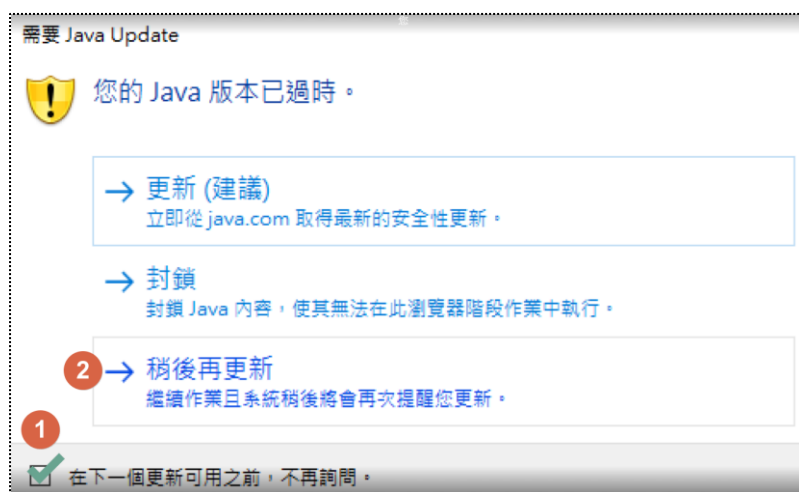 需要 Java Update
您的 Java 版本已過時。
更新 (建議)
立即從 java.com 取得最新的安全性更新。
封鎖
封鎖 Java 內容，使其無法在此瀏覽器階段作業中執行。
2
稍後再更新
繼續作業且系統稍後將會再次提醒您更新。
1
在下一個更新可用之前，不再詢問。